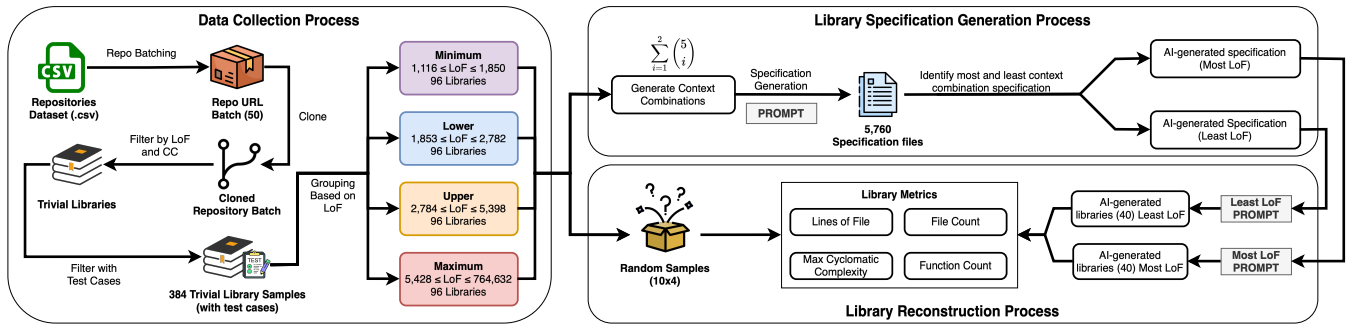 Data Collection Process
CSV
Repositories
Dataset (.csv)
Repo Batching
Repo URL
Batch (50)
Clone
Cloned
Repository Batch
Filter by LoF
and CC
Trivial Libraries
Filter with
Test Cases
TEST
384 Trivial Library Samples
(with test cases)
Grouping
Based on
LoF
Minimum
1,116 ≤ LoF ≤ 1,850
96 Libraries
Lower
1,853 ≤ LoF ≤ 2,782
96 Libraries
Upper
2,784 ≤ LoF ≤ 5,398
96 Libraries
Maximum
5,428 ≤ LoF ≤ 764,632
96 Libraries
Library Specification Generation Process
∑ i=1 2 (5 i)
Generate Context
Combinations
Specification
Generation
PROMPT
5,760
Specification files
Identify most and least context
combination specification
AI-generated specification
(Most LoF)
AI-generated Specification
(Least LoF)
Random Samples
(10x4)
Library Metrics
Lines of File
File Count
Max Cyclomatic
Complexity
Function Count
AI-generated
libraries (40) Least LoF
Least LoF
PROMPT
AI-generated
libraries (40) Most LoF
Most LoF
PROMPT
Library Reconstruction Process